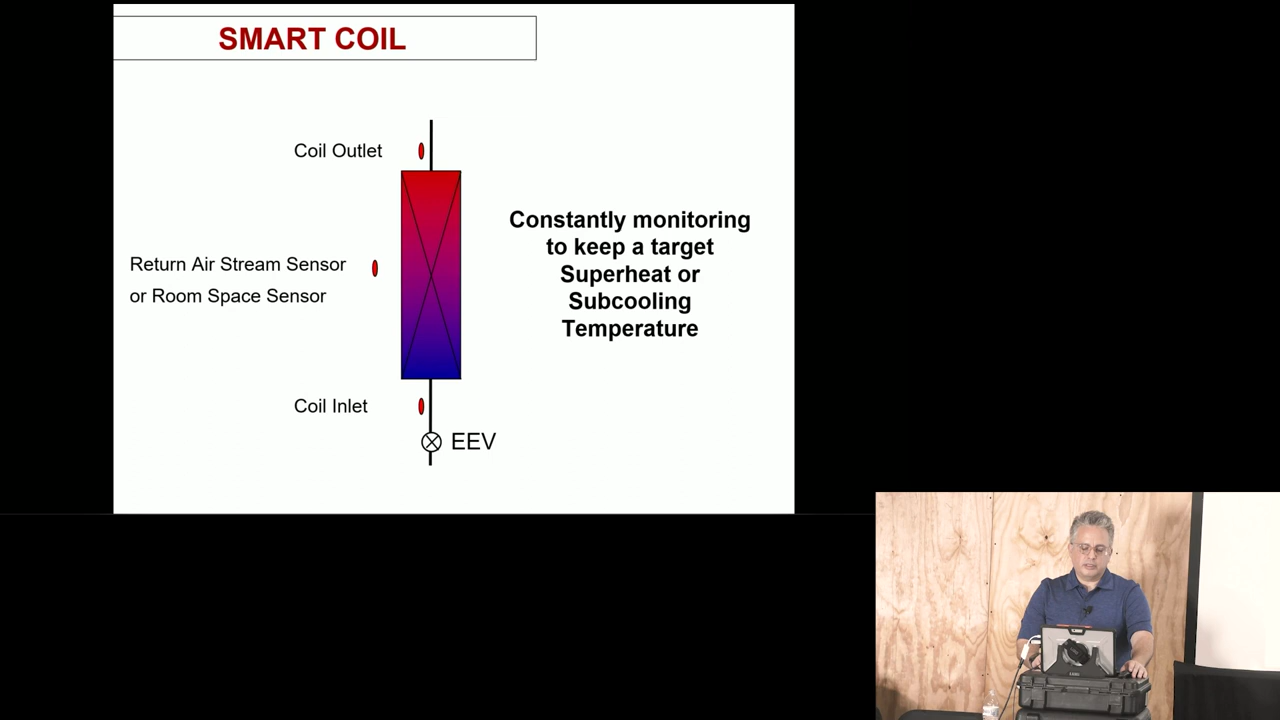 SMART COIL
Coil Outlet
Return Air Stream Sensor
or Room Space Sensor
Coil Inlet
EEV
Constantly monitoring
to keep a target
Superheat or
Subcooling
Temperature